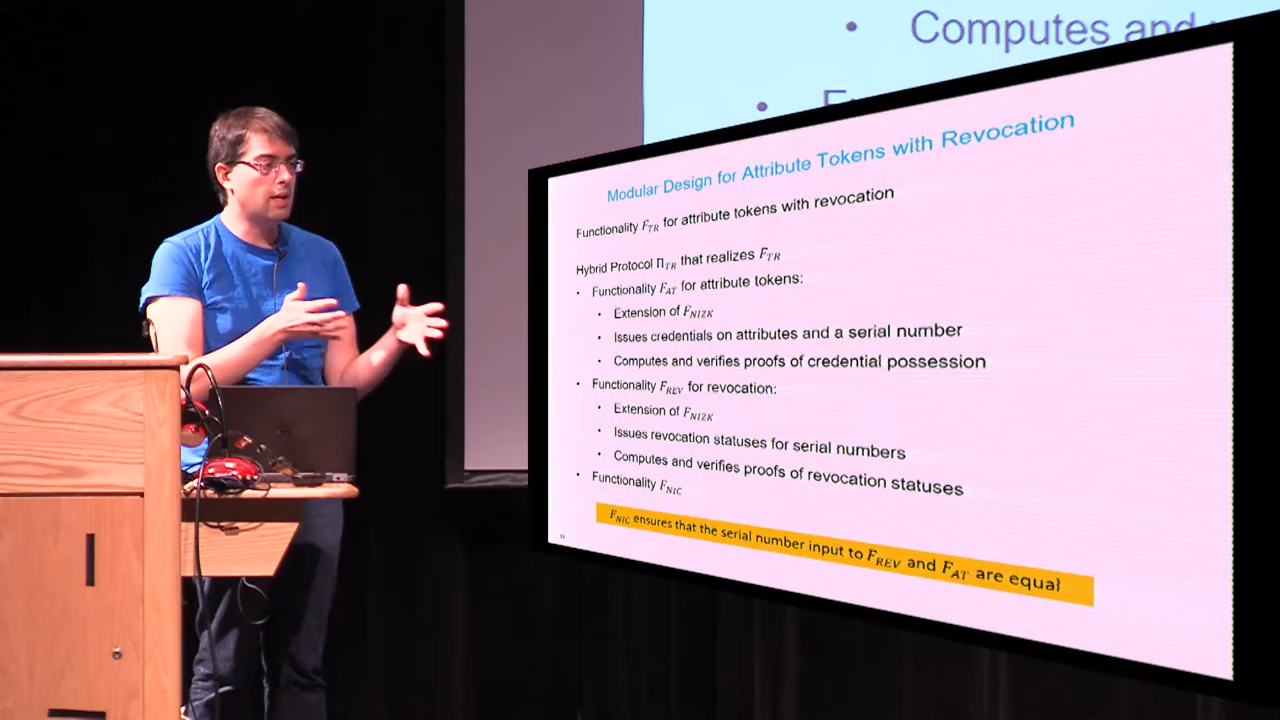 Computes and
Modular Design for Attribute Tokens with Revocation
Functionality F_TR for attribute tokens with revocation
Hybrid Protocol Π_TR that realizes F_TR
• Functionality F_AT for attribute tokens:
• Extension of F_NIZK
• Issues credentials on attributes and a serial number
• Computes and verifies proofs of credential possession
• Functionality F_REV for revocation:
• Extension of F_NIZK
• Issues revocation statuses for serial numbers
• Computes and verifies proofs of revocation statuses
• Functionality F_NIC
F_NIC ensures that the serial number input to F_REV and F_AT are equal